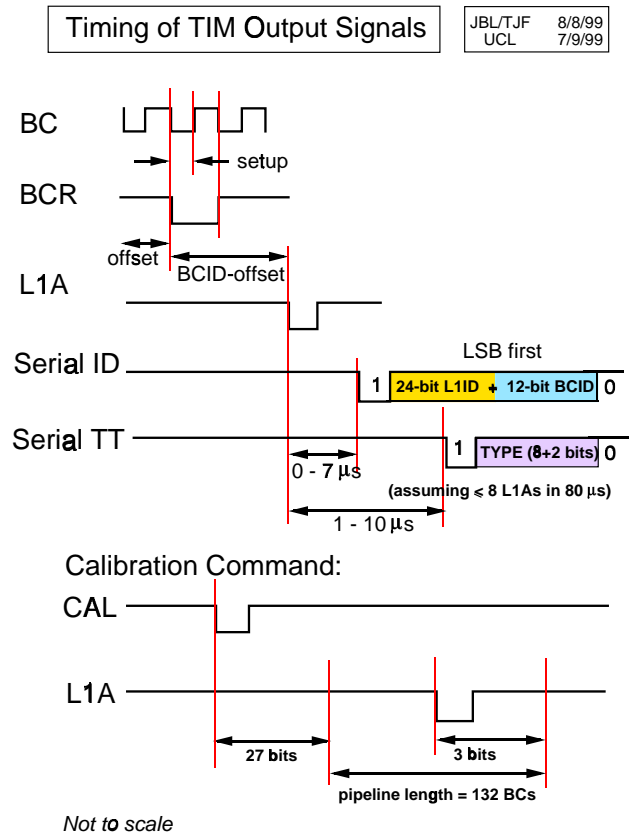 Timing of TIM Output Signals
JBL/TJF 8/8/99
UCL 7/9/99
BC
setup
BCR
offset
BCID-offset
L1A
LSB first
Serial ID
1 24-bit L1ID + 12-bit BCID 0
Serial TT
1 TYPE (8+2 bits) 0
0 - 7 µs
(assuming ⩽ 8 L1As in 80 µs)
1 - 10 µs
Calibration Command:
CAL
L1A
27 bits
3 bits
pipeline length = 132 BCs
Not to scale